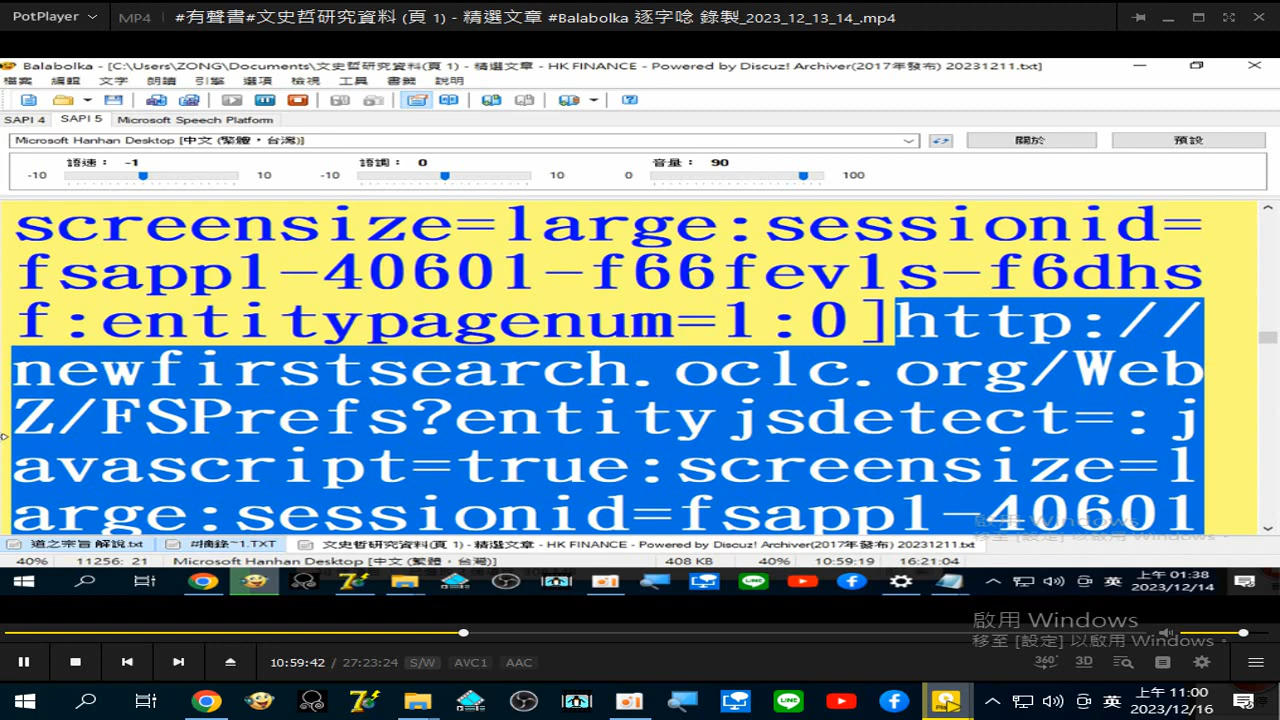 PotPlayer MP4 #有聲書#文史哲研究資料 (頁 1) - 精選文章 #Balabolka 逐字唸 錄製_2023_12_13_14_.mp4
Balabolka - [C:\Users\ZONG\Documents\文史哲研究資料(頁 1) - 精選文章 - HK FINANCE - Powered by Discuz! Archiver(2017年發布) 20231211.txt]
檔案 編輯 文字 朗讀 引擎 選項 檢視 工具 書籤 說明
SAPI 4 SAPI 5 Microsoft Speech Platform
Microsoft Hanhan Desktop [中文 (繁體，台灣)] 關於 預設
語速： -1 語調： 0 音量： 90
-10 10 -10 10 0 100
screensize=large:sessionid=
fsapp1-40601-f66fev1s-f6dhs
f:entitypagenum=1:0]http://
newfirstsearch.oclc.org/Web
Z/FSPrefs?entityjsdetect=:j
avascript=true:screensize=l
arge:sessionid=fsapp1-40601
啟用 Windows
移至 [設定] 以啟用 Windows。
道之宗旨 解說.txt #摘錄~1.TXT 文史哲研究資料(頁 1) - 精選文章 - HK FINANCE - Powered by Discuz! Archiver(2017年發布) 20231211.txt
40% 11256: 21 Microsoft Hanhan Desktop [中文 (繁體，台灣)] 408 KB 40% 10:59:19 16:21:04
英 上午 01:38
2023/12/14
啟用 Windows
移至 [設定] 以啟用 Windows。
10:59:42 / 27:23:24 S/W AVC1 AAC 360° 3D
英 上午 11:00
2023/12/16